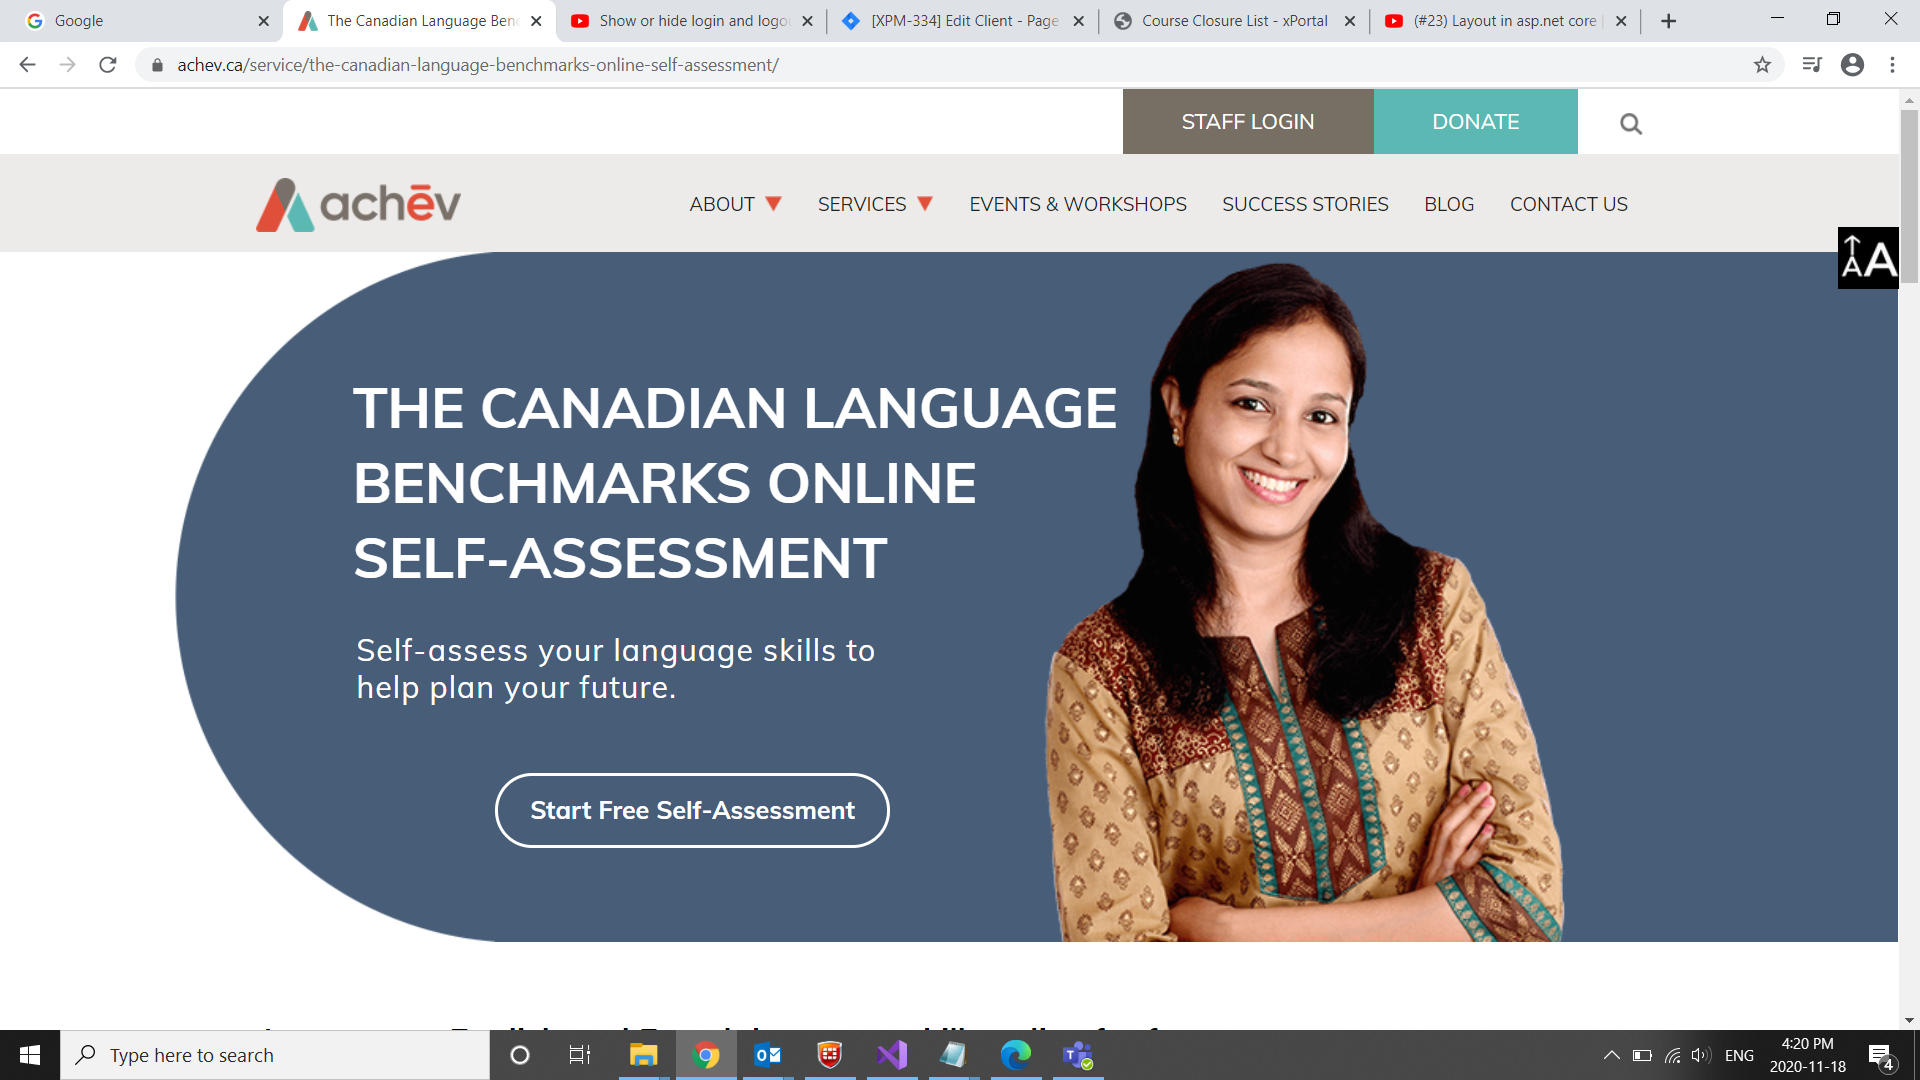 Google
The Canadian Language Ben
Show or hide login and logo
[XPM-334] Edit Client - Page
Course Closure List - xPortal
(#23) Layout in asp.net core
achev.ca/service/the-canadian-language-benchmarks-online-self-assessment/
STAFF LOGIN
DONATE
achēv
ABOUT
SERVICES
EVENTS & WORKSHOPS
SUCCESS STORIES
BLOG
CONTACT US
AA
THE CANADIAN LANGUAGE
BENCHMARKS ONLINE
SELF-ASSESSMENT
Self-assess your language skills to
help plan your future.
Start Free Self-Assessment
Type here to search
ENG
4:20 PM
2020-11-18
4